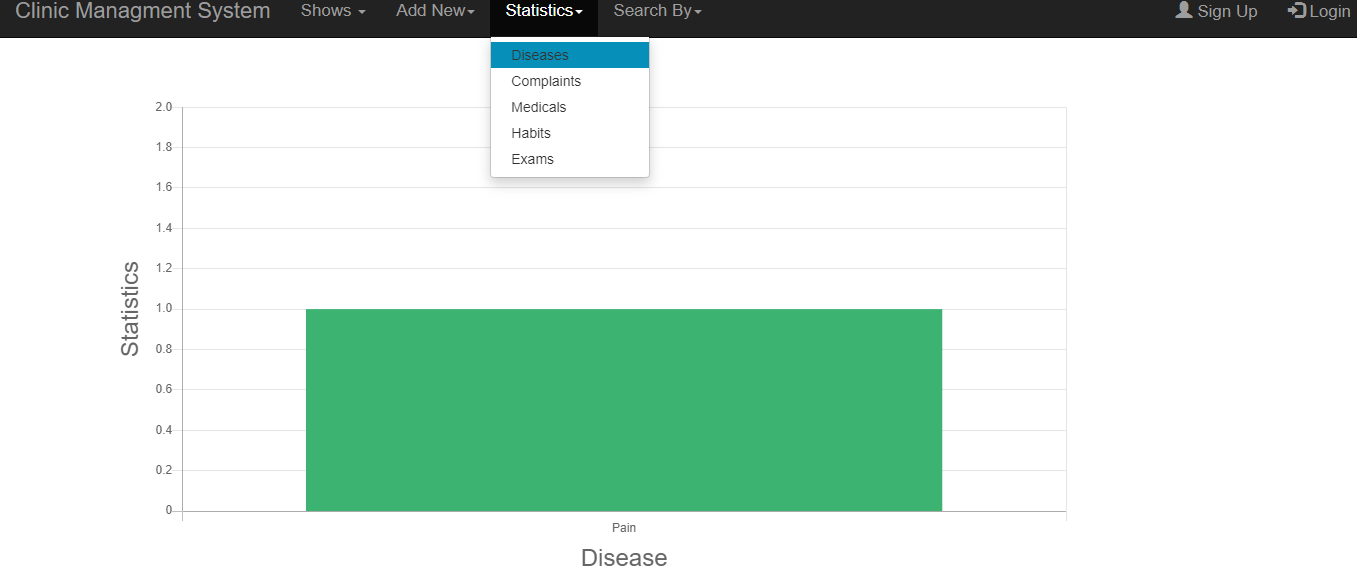 Clinic Managment System Shows Add New Statistics Search By Sign Up Login
Diseases
Complaints
Medicals
Habits
Exams
2.0
1.8
1.6
1.4
1.2
1.0
0.8
0.6
0.4
0.2
0
Statistics
Pain
Disease